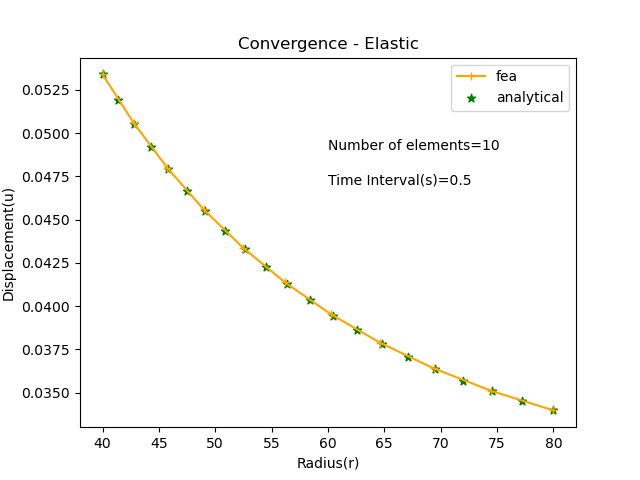 Convergence - Elastic
fea
analytical
Number of elements=10
Time Interval(s)=0.5
Displacement(u)
0.0525
0.0500
0.0475
0.0450
0.0425
0.0400
0.0375
0.0350
40 45 50 55 60 65 70 75 80
Radius(r)